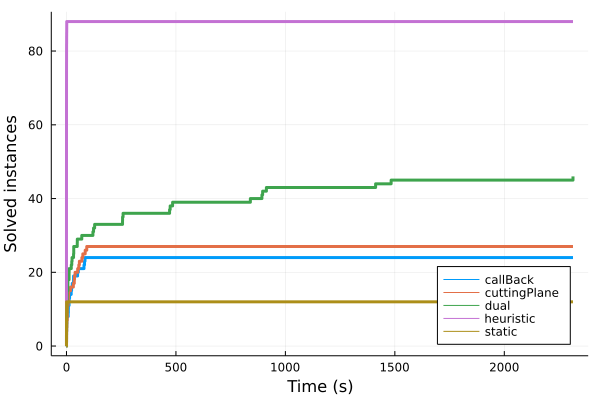 Solved instances
80
60
40
20
0
0 500 1000 1500 2000
Time (s)
callBack
cuttingPlane
dual
heuristic
static